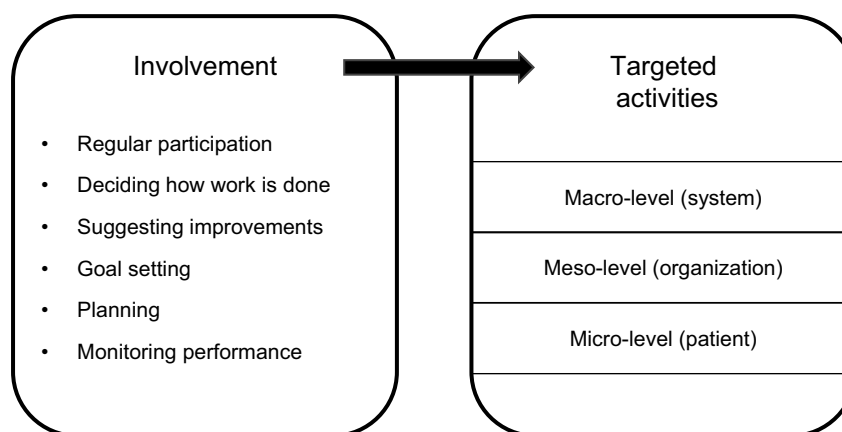 Involvement
• Regular participation
• Deciding how work is done
• Suggesting improvements
• Goal setting
• Planning
• Monitoring performance
Targeted
activities
Macro-level (system)
Meso-level (organization)
Micro-level (patient)